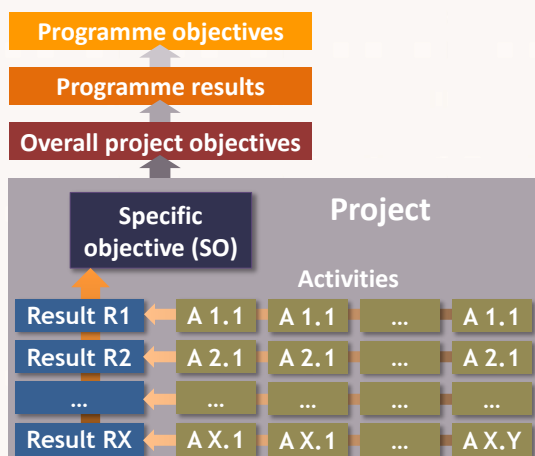 Programme objectives
Programme results
Overall project objectives
Project
Specific
objective (SO)
Activities
Result R1 A 1.1 A 1.1 ... A 1.1
Result R2 A 2.1 A 2.1 ... A 2.1
... ... ... ... ...
Result RX A X.1 A X.1 ... A X.Y